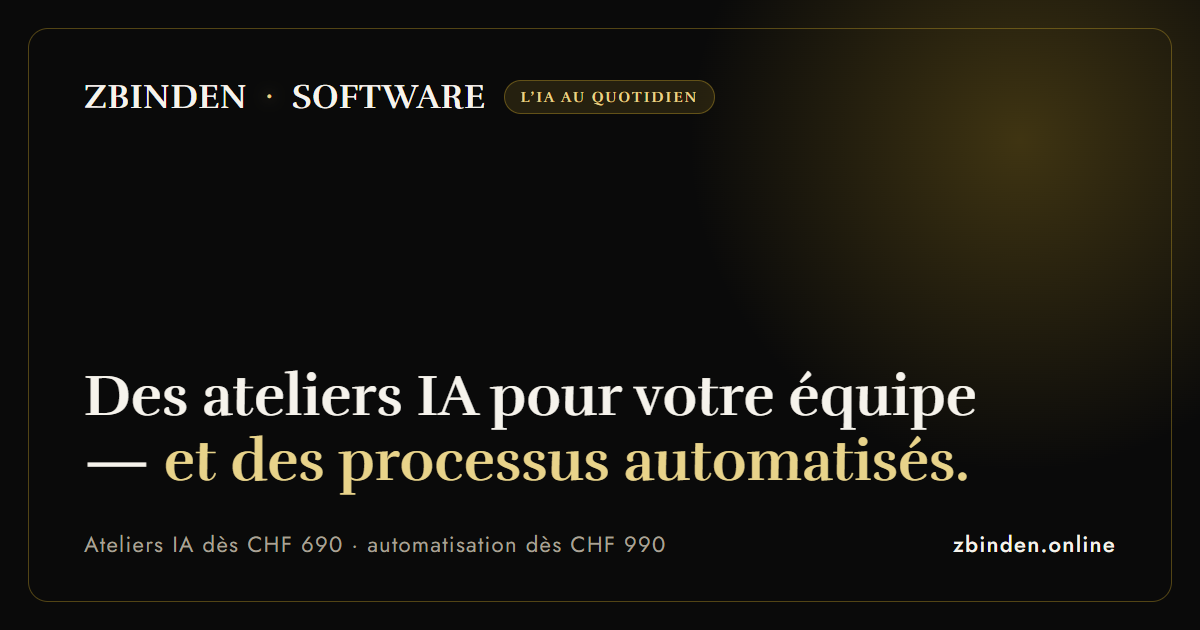 ZBINDEN · SOFTWARE L'IA AU QUOTIDIEN
Des ateliers IA pour votre équipe
— et des processus automatisés.
Ateliers IA dès CHF 690 · automatisation dès CHF 990 zbinden.online